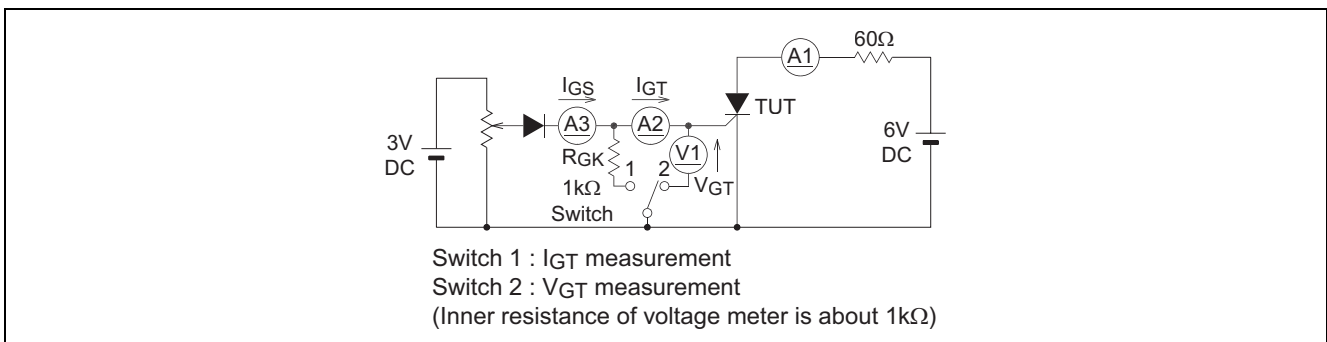 60Ω
A1
IGS
IGT
TUT
A3
A2
3V
DC
RGK
1
2
V1
VGT
6V
DC
1kΩ
Switch
Switch 1 : IGT measurement
Switch 2 : VGT measurement
(Inner resistance of voltage meter is about 1kΩ)